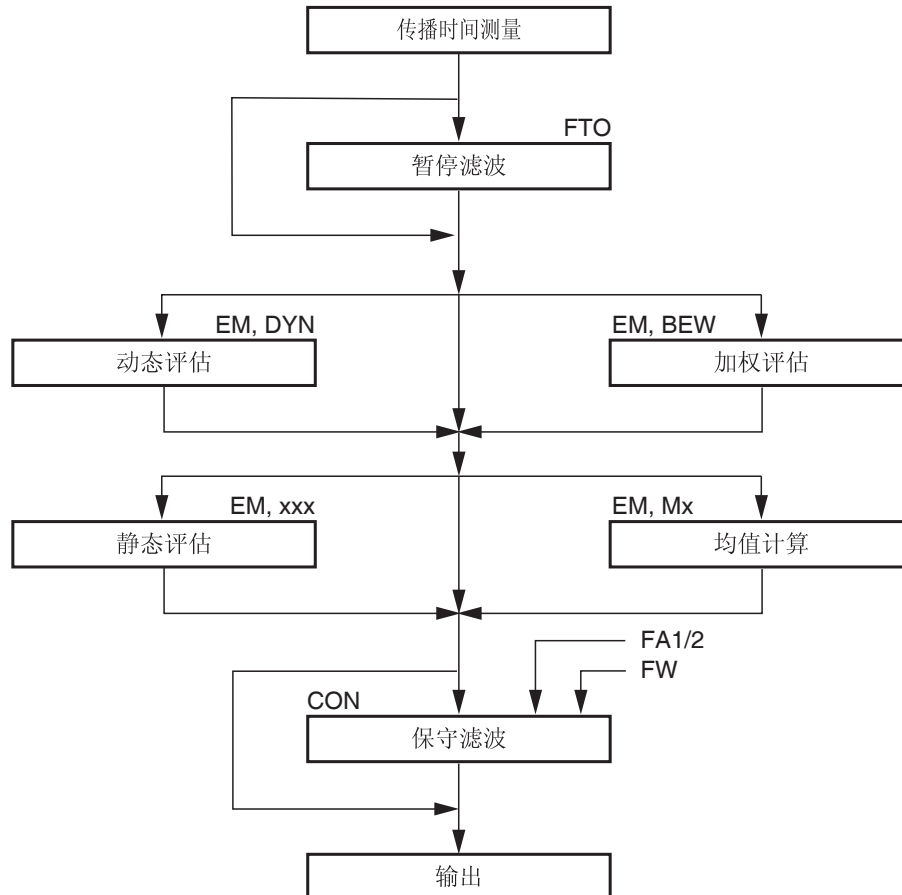 传播时间测量
FTO
暂停滤波
EM, DYN
EM, BEW
动态评估
加权评估
EM, xxx
EM, Mx
静态评估
均值计算
FA1/2
FW
CON
保守滤波
输出